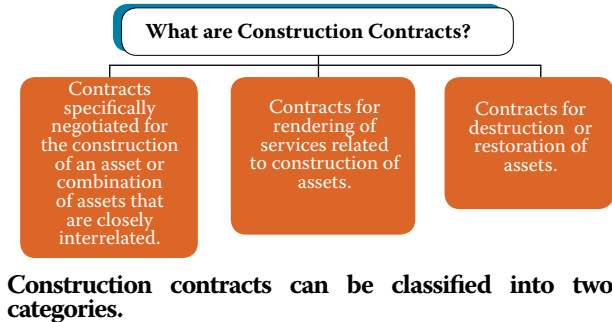 What are Construction Contracts?
Contracts
specifically
negotiated for
the construction
of an asset or
combination
of assets that
are closely
interrelated.
Contracts for
rendering of
services related
to construction of
assets.
Contracts for
destruction or
restoration of
assets.
Construction contracts can be classified into two
categories.